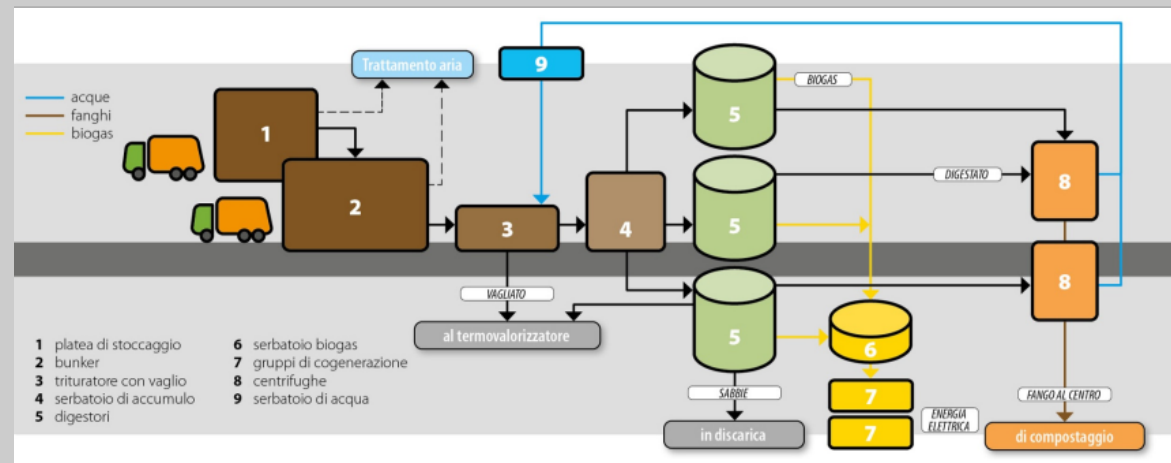 Trattamento aria
9
acque
fanghi
biogas
1
2
3
4
5
5
5
BIOGAS
DIGESTATO
8
8
VAGLIATO
al termovalorizzatore
6
7
7
ENERGIA
ELETTRICA
SABBIE
in discarica
FANGO AL CENTRO
di compostaggio
1 platea di stoccaggio
2 bunker
3 trituratore con vaglio
4 serbatoio di accumulo
5 digestori
6 serbatoio biogas
7 gruppi di cogenerazione
8 centrifughe
9 serbatoio di acqua